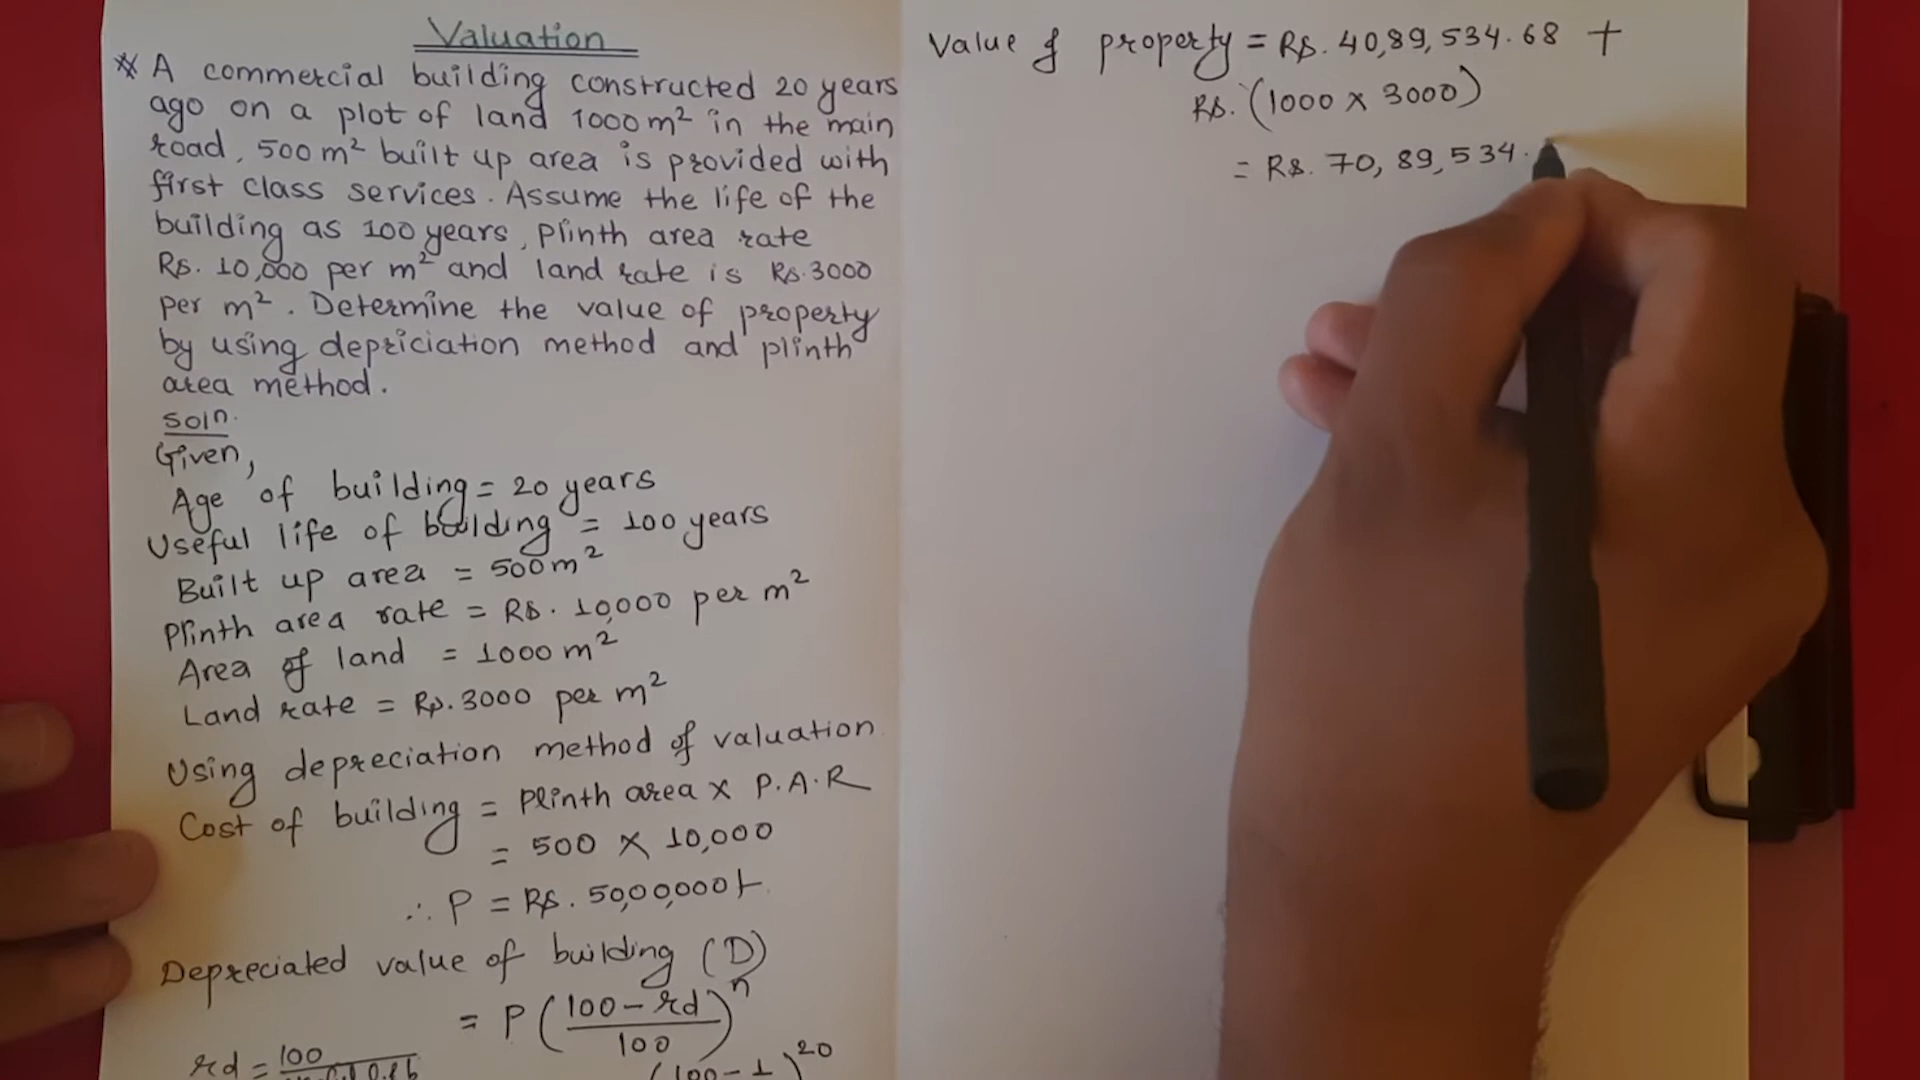 Valuation
* A commercial building constructed 20 years
ago on a plot of land 1000 m² in the main
road, 500 m² built up area is provided with
first class services. Assume the life of the
building as 100 years, plinth area rate
Rs. 10,000 per m² and land rate is Rs. 3000
per m². Determine the value of property
by using depriciation method and plinth
area method.
Soln.
Given,
Age of building = 20 years
Useful life of building = 100 years
Built up area = 500 m²
Plinth area rate = Rs. 10,000 per m²
Area of land = 1000 m²
Land rate = Rs. 3000 per m²
Using depreciation method of valuation
Cost of building = Plinth area x P.A.R
= 500 x 10,000
∴ P = Rs. 50,00,000/-
Depreciated value of building (D)
= P (100 - rd / 100)ⁿ
rd = 100
(100 - 1)²⁰
Value of property = Rs. 40,89,534.68 +
Rs. (1000 x 3000)
= Rs. 70,89,534.